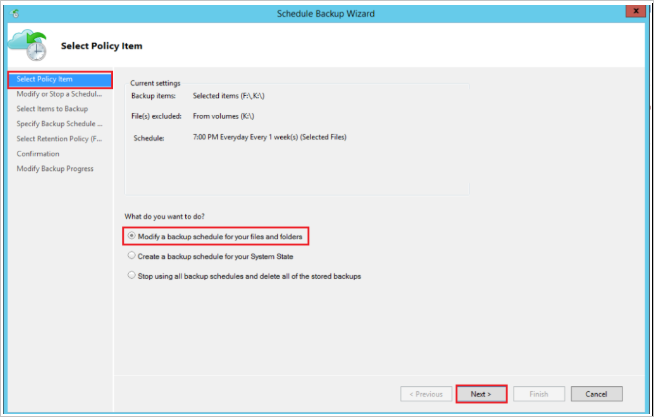 Schedule Backup Wizard
X
Select Policy Item
Select Policy Item
Modify or Stop a Schedul...
Select Items to Backup
Specify Backup Schedule ...
Select Retention Policy (F...
Confirmation
Modify Backup Progress
Current settings
Backup items: Selected items (F:\,K:\)
File(s) excluded: From volumes (K:\)
Schedule: 7:00 PM Everyday Every 1 week(s) (Selected Files)
What do you want to do?
Modify a backup schedule for your files and folders
Create a backup schedule for your System State
Stop using all backup schedules and delete all of the stored backups
< Previous Next > Finish Cancel